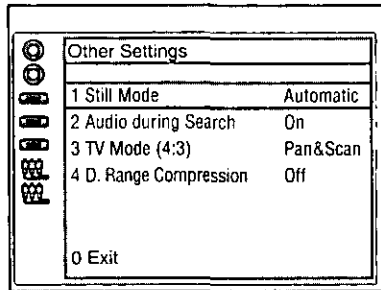 Other Settings
1 Still Mode Automatic
2 Audio during Search On
3 TV Mode (4:3) Pan&Scan
4 D. Range Compression Off
0 Exit